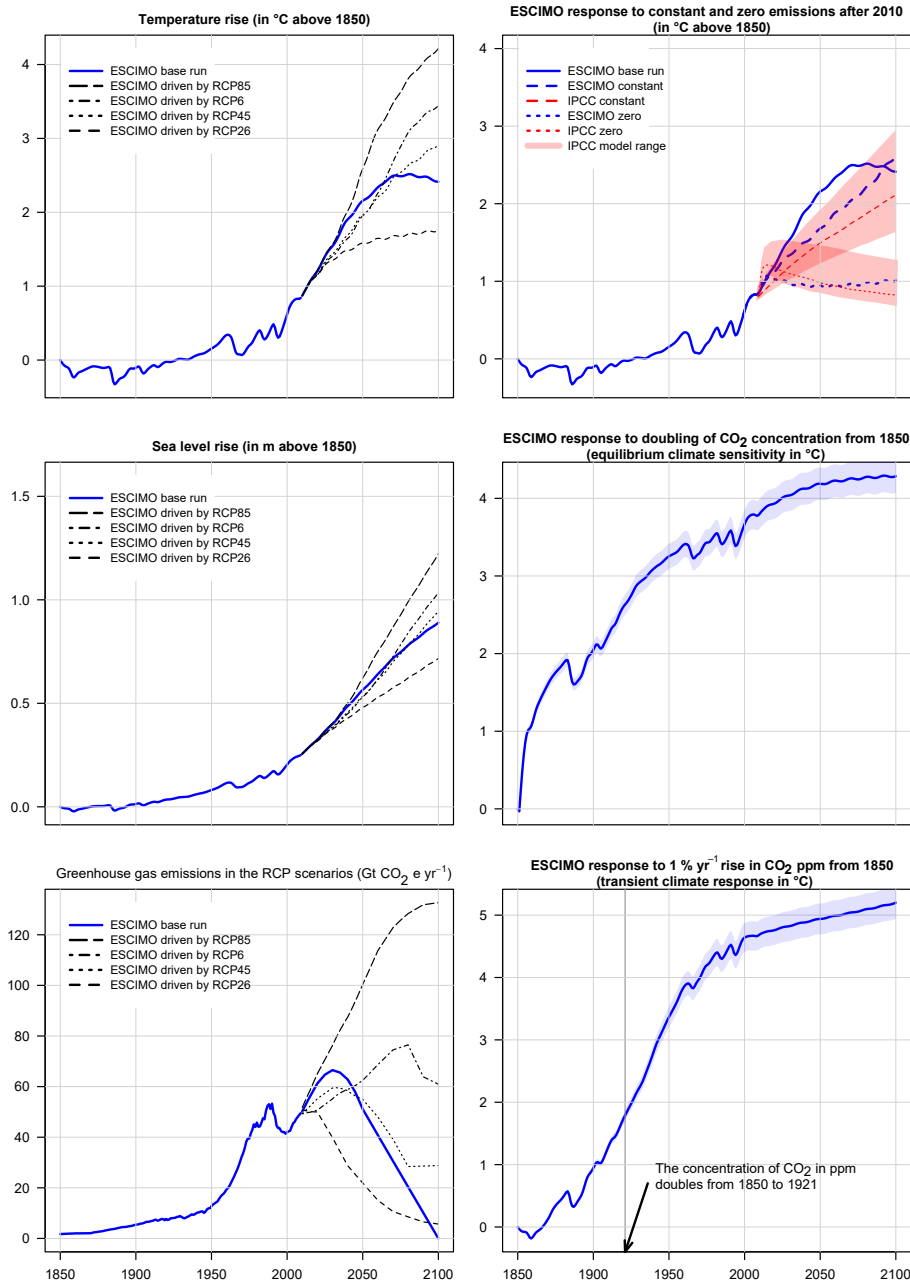 Temperature rise (in °C above 1850)
4
3
2
1
0
ESCIMO base run
ESCIMO driven by RCP85
ESCIMO driven by RCP6
ESCIMO driven by RCP45
ESCIMO driven by RCP26
ESCIMO response to constant and zero emissions after 2010
(in °C above 1850)
4
3
2
1
0
ESCIMO base run
ESCIMO constant
IPCC constant
ESCIMO zero
IPCC zero
IPCC model range
Sea level rise (in m above 1850)
1.5
1.0
0.5
0.0
ESCIMO base run
ESCIMO driven by RCP85
ESCIMO driven by RCP6
ESCIMO driven by RCP45
ESCIMO driven by RCP26
ESCIMO response to doubling of CO₂ concentration from 1850
(equilibrium climate sensitivity in °C)
4
3
2
1
0
Greenhouse gas emissions in the RCP scenarios (Gt CO₂ e yr⁻¹)
120
100
80
60
40
20
0
ESCIMO base run
ESCIMO driven by RCP85
ESCIMO driven by RCP6
ESCIMO driven by RCP45
ESCIMO driven by RCP26
1850 1900 1950 2000 2050 2100
ESCIMO response to 1 % yr⁻¹ rise in CO₂ ppm from 1850
(transient climate response in °C)
5
4
3
2
1
0
The concentration of CO₂ in ppm
doubles from 1850 to 1921
1850 1900 1950 2000 2050 2100